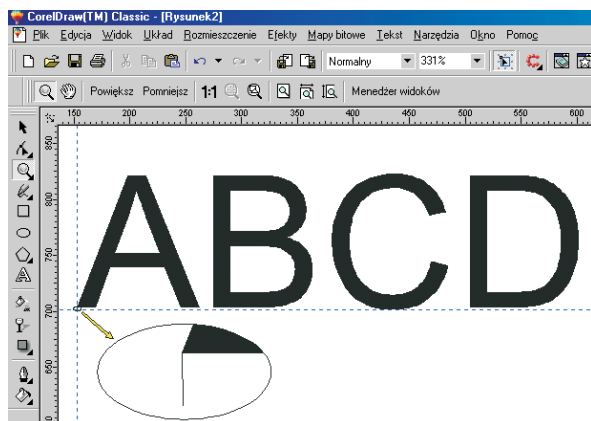 CorelDraw(TM) Classic - [Rysunek2]
Plik Edycja Widok Układ Rozmieszczenie Efekty Mapy bitowe Tekst Narzędzia Okno Pomoc
Normalny 331%
Powiększ Pomniejsz 1:1 Menedżer widoków
150 200 250 300 350 400 450 500 550 600
850
800
750
700
650
ABCD